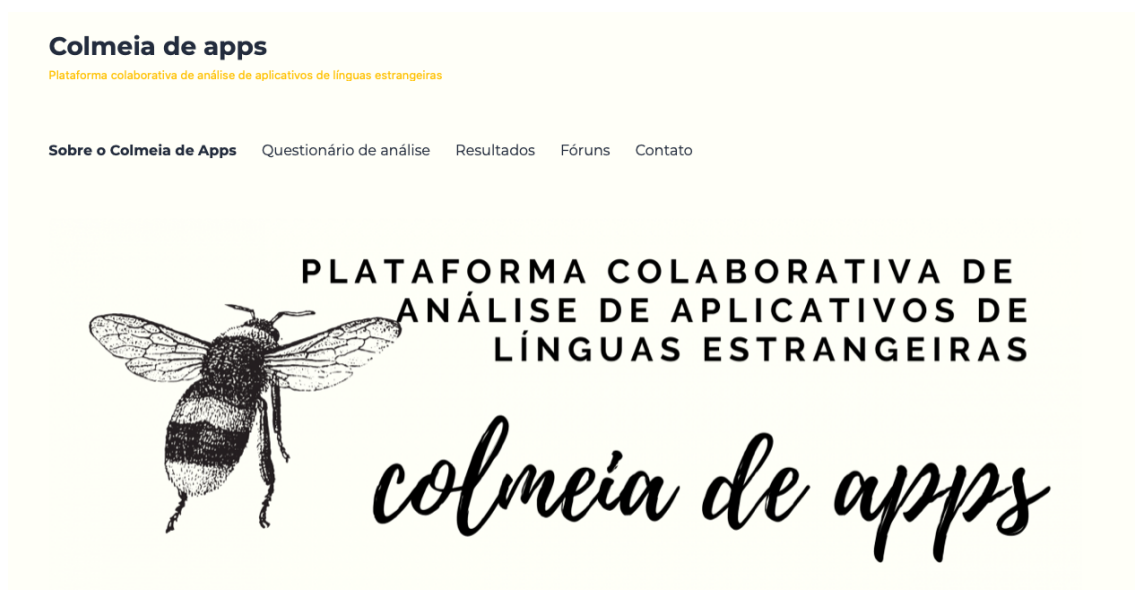 Colmeia de apps
Plataforma colaborativa de análise de aplicativos de línguas estrangeiras
Sobre o Colmeia de Apps Questionário de análise Resultados Fóruns Contato
PLATAFORMA COLABORATIVA DE
ANÁLISE DE APLICATIVOS DE
LÍNGUAS ESTRANGEIRAS
colmeia de apps